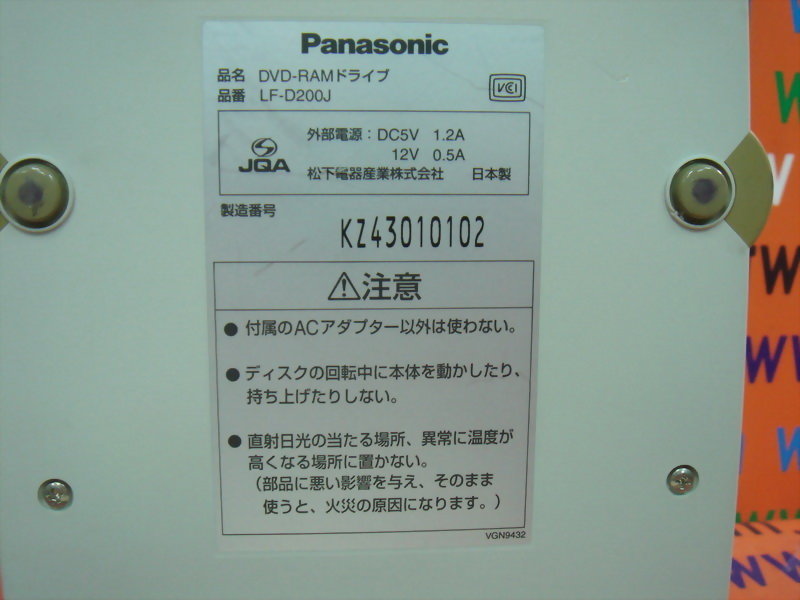 Panasonic
品名 DVD-RAMドライブ
品番 LF-D200J
VCCI
JQA
外部電源：DC5V 1.2A
12V 0.5A
松下電器産業株式会社 日本製
製造番号
KZ43010102
注意
● 付属のACアダプター以外は使わない。
● ディスクの回転中に本体を動かしたり、
持ち上げたりしない。
● 直射日光の当たる場所、異常に温度が
高くなる場所に置かない。
（部品に悪い影響を与え、そのまま
使うと、火災の原因になります。）
VGN9432